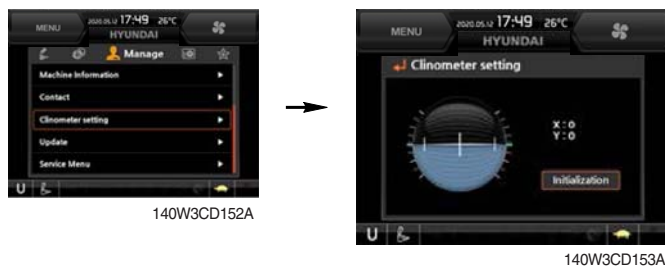 MENU 2020.05.12 17:49 26°C
HYUNDAI
Manage
Machine Information
Contact
Clinometer setting
Update
Service Menu
U
140W3CD152A
MENU 2020.05.12 17:49 26°C
HYUNDAI
Clinometer setting
X:0
Y:0
Initialization
U
140W3CD153A